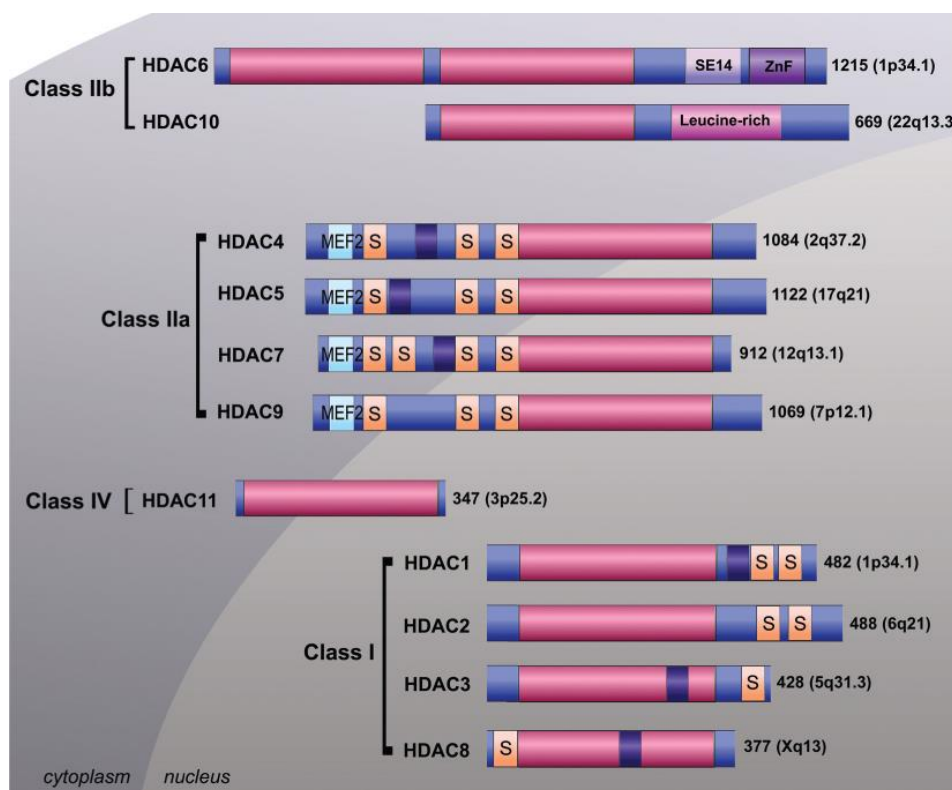 HDAC6 SE14 ZnF 1215 (1p34.1)
Class IIb
HDAC10 Leucine-rich 669 (22q13.3
HDAC4 MEF2 S S S 1084 (2q37.2)
HDAC5 MEF2 S S S 1122 (17q21)
Class IIa
HDAC7 MEF2 S S S S 912 (12q13.1)
HDAC9 MEF2 S S S 1069 (7p12.1)
Class IV HDAC11 347 (3p25.2)
HDAC1 S S 482 (1p34.1)
HDAC2 S S 488 (6q21)
Class I
HDAC3 S 428 (5q31.3)
HDAC8 S 377 (Xq13)
cytoplasm nucleus